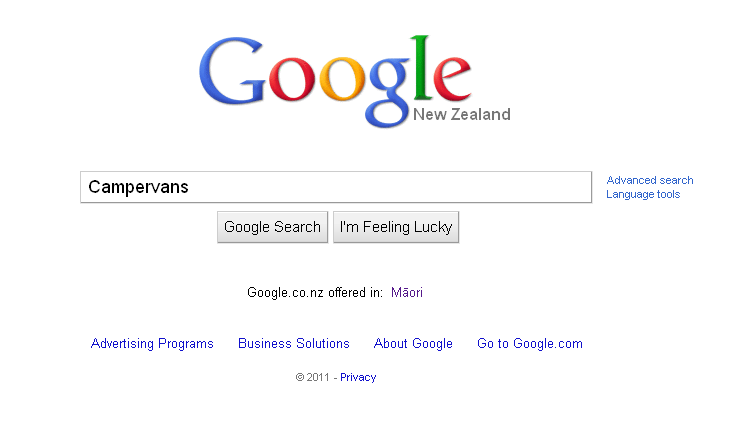 Google
New Zealand
Campervans
Advanced search
Language tools
Google Search I'm Feeling Lucky
Google.co.nz offered in: Māori
Advertising Programs Business Solutions About Google Go to Google.com
© 2011 - Privacy